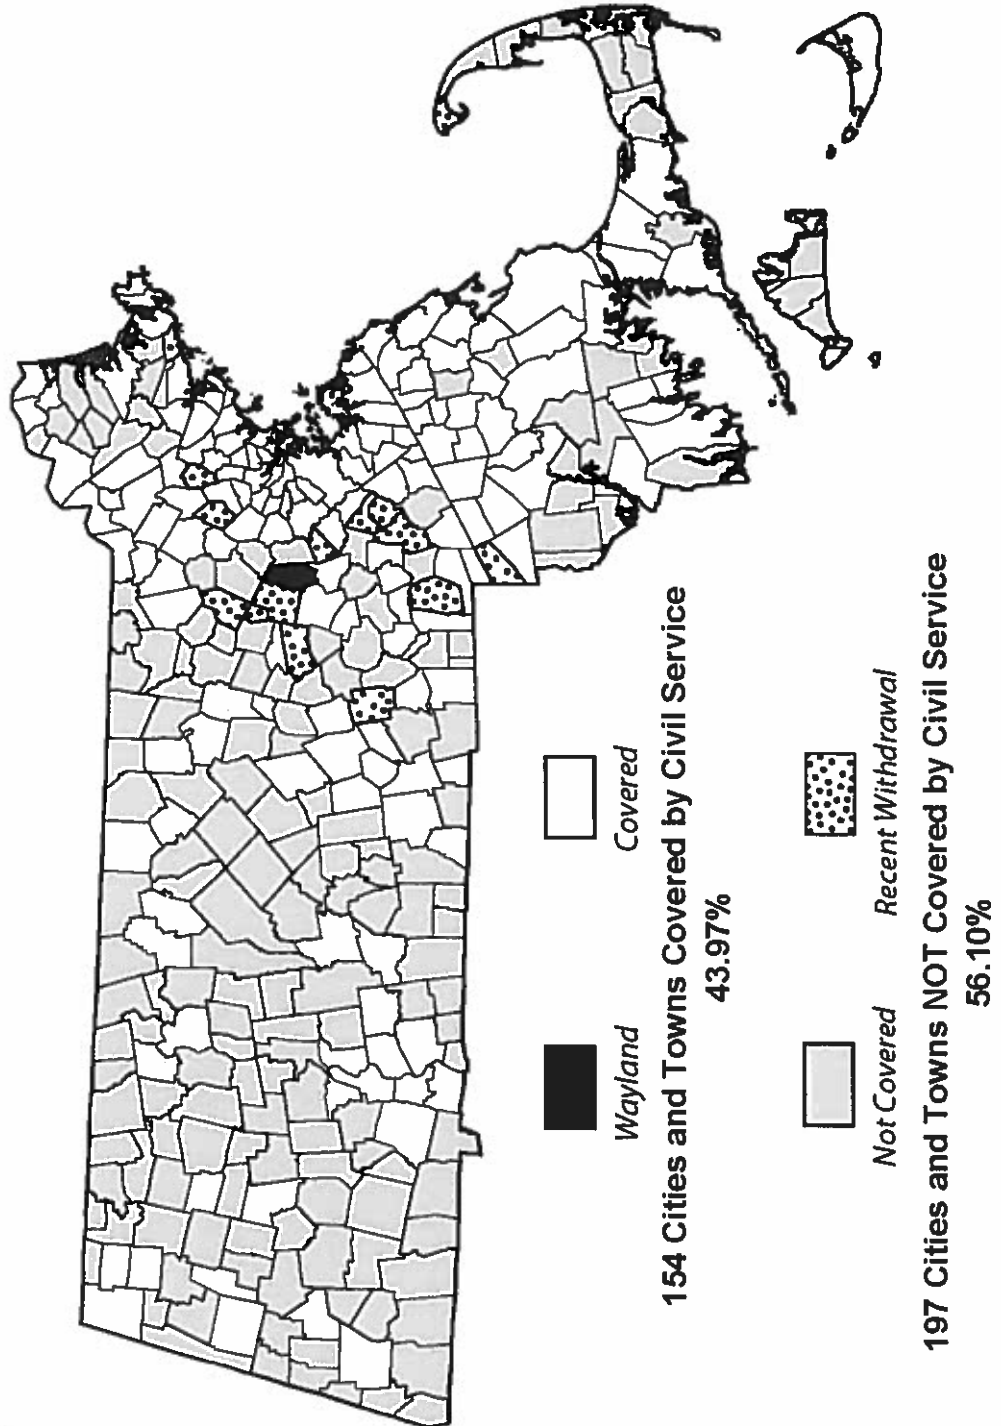 Wayland
Covered
154 Cities and Towns Covered by Civil Service
43.97%
Not Covered
Recent Withdrawal
197 Cities and Towns NOT Covered by Civil Service
56.10%